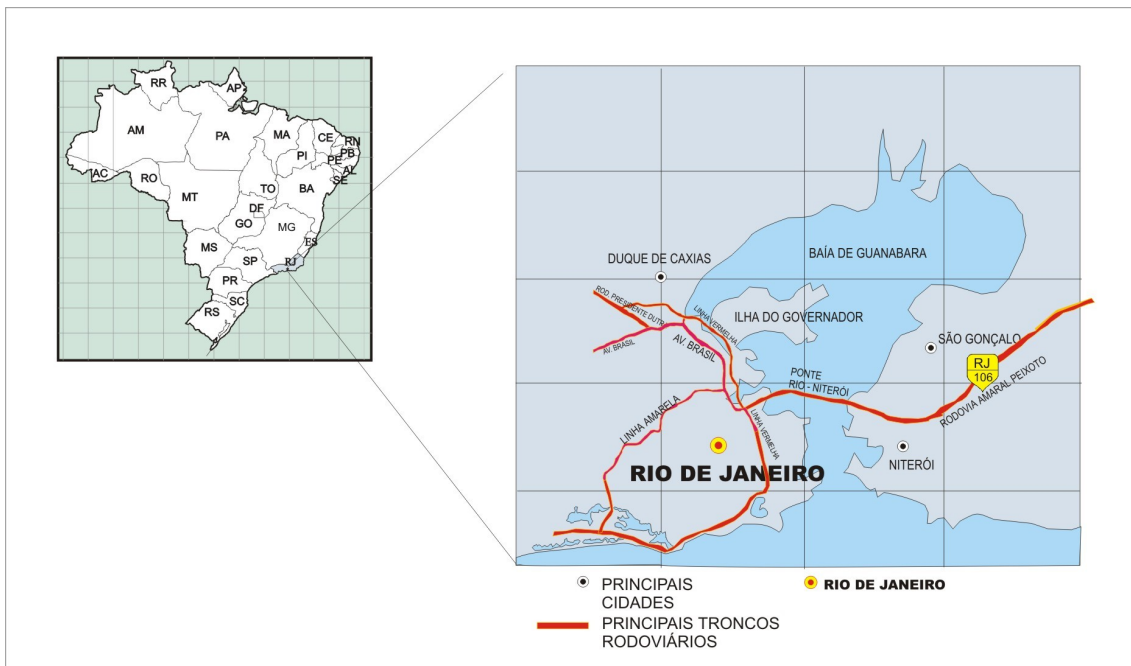 RR
AP
AM
PA
MA
CE
RN
PB
PE
AL
SE
PI
AC
RO
TO
BA
MT
DF
GO
MG
ES
MS
SP
RJ
PR
SC
RS
BAÍA DE GUANABARA
DUQUE DE CAXIAS
ROD. PRESIDENTE DUTRA
LINHA VERMELHA
ILHA DO GOVERNADOR
AV. BRASIL
AV. BRASIL
SÃO GONÇALO
RJ
106
PONTE
RIO - NITERÓI
RODOVIA AMARAL PEIXOTO
LINHA AMARELA
LINHA VERMELHA
RIO DE JANEIRO
NITERÓI
PRINCIPAIS
CIDADES
RIO DE JANEIRO
PRINCIPAIS TRONCOS
RODOVIÁRIOS